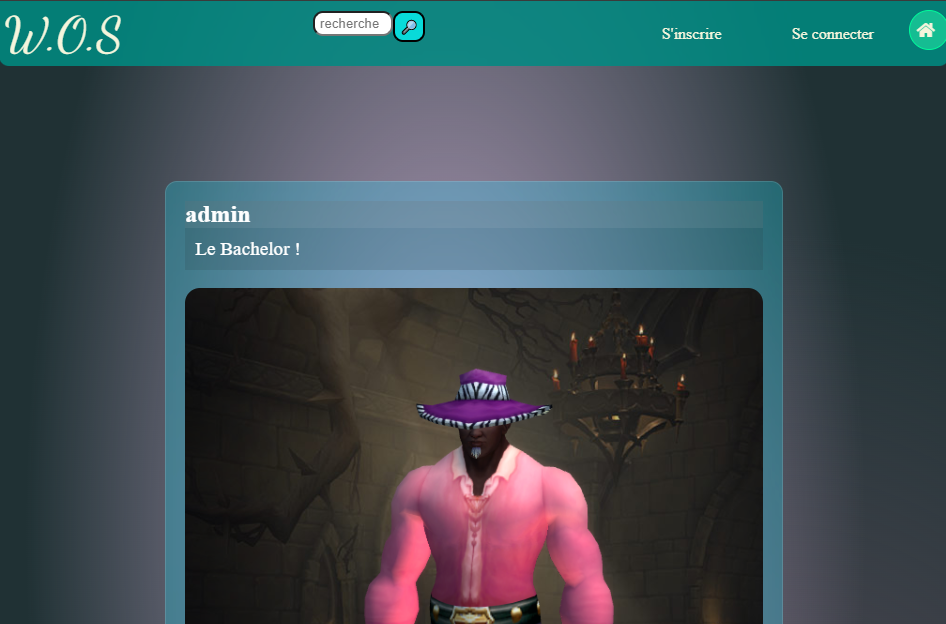 W.O.S
recherche
S'inscrire
Se connecter
admin
Le Bachelor !